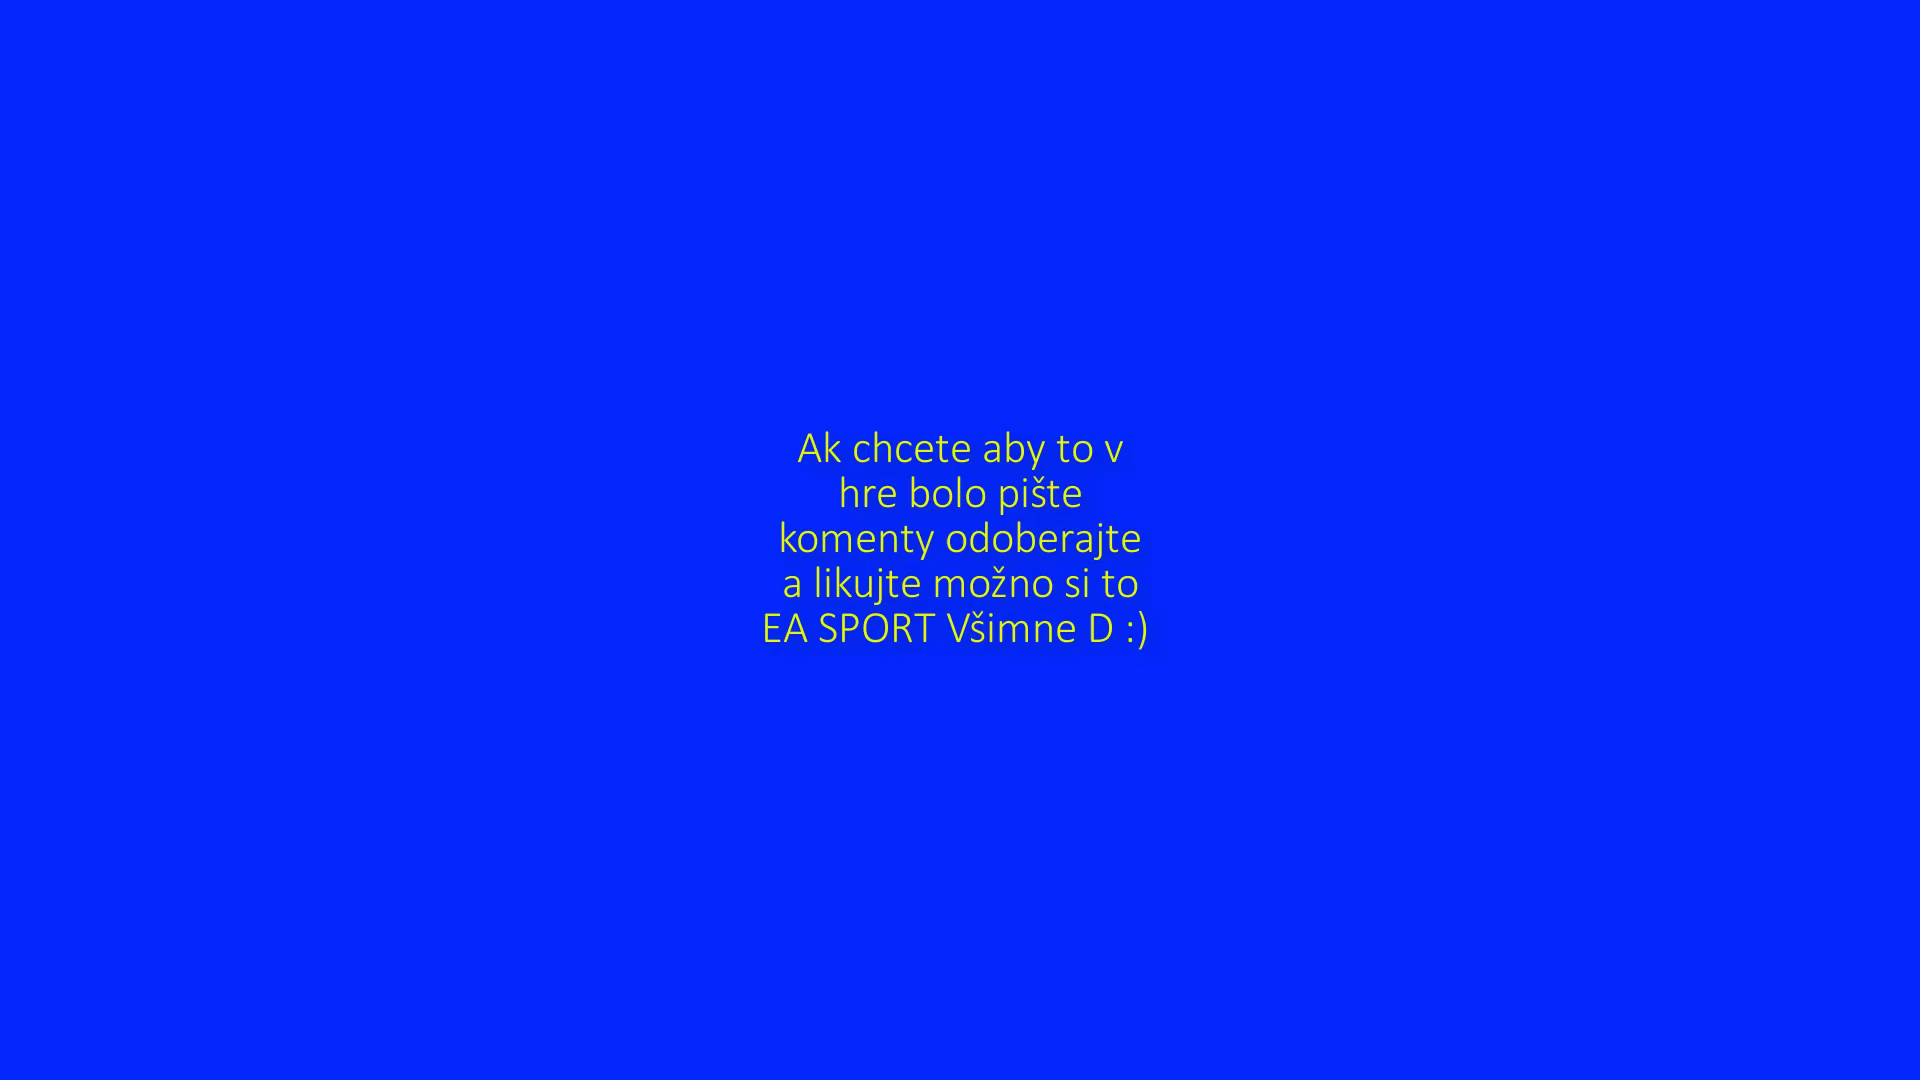 Ak chcete aby to v
hre bolo pište
komenty odoberajte
a likujte možno si to
EA SPORT Všimne D :)